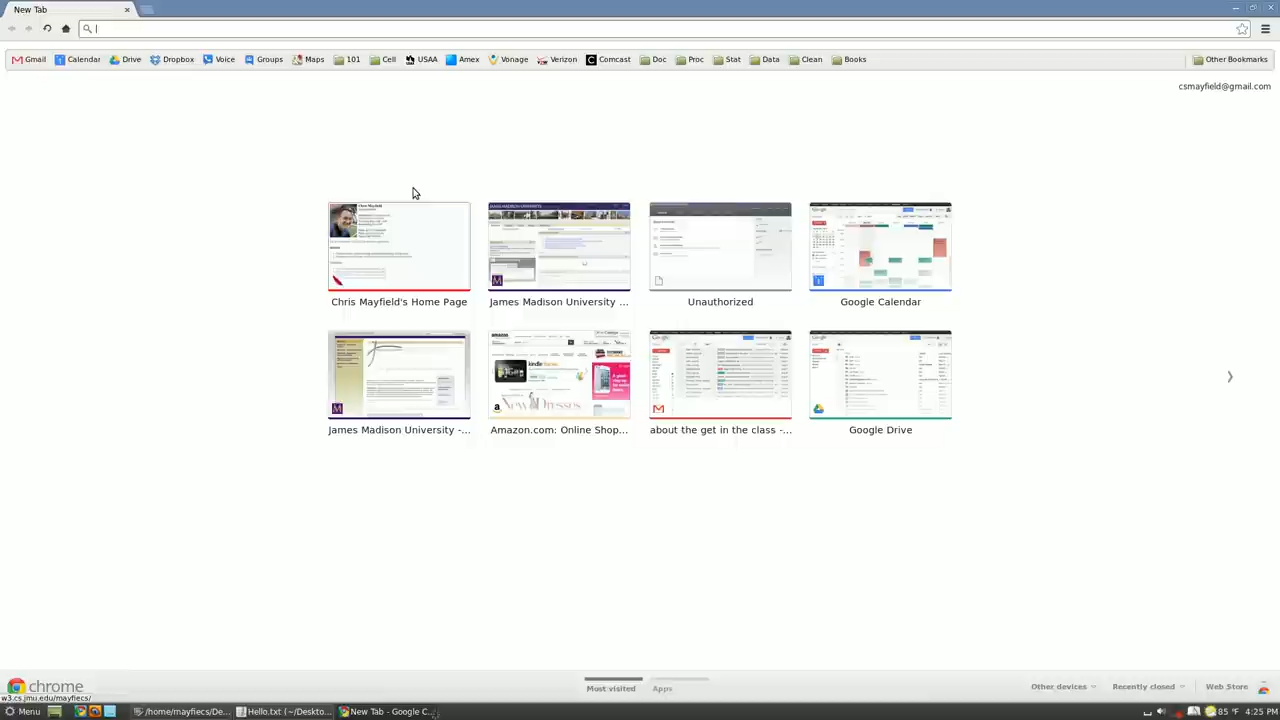 New Tab
Gmail Calendar Drive Dropbox Voice Groups Maps 101 Cell USAA Amex Vonage Verizon Comcast Doc Proc Stat Data Clean Books Other Bookmarks
csmayfield@gmail.com
Chris Mayfield's Home Page
James Madison University ...
Unauthorized
Google Calendar
James Madison University -...
Amazon.com: Online Shop...
about the get in the class -...
Google Drive
chrome
Most visited Apps
Other devices Recently closed Web Store
w3.cs.jmu.edu/mayfiecs/
Menu /home/mayfiecs/De... Hello.txt (~/Deskto... New Tab - Google C... 85 °F 4:25 PM